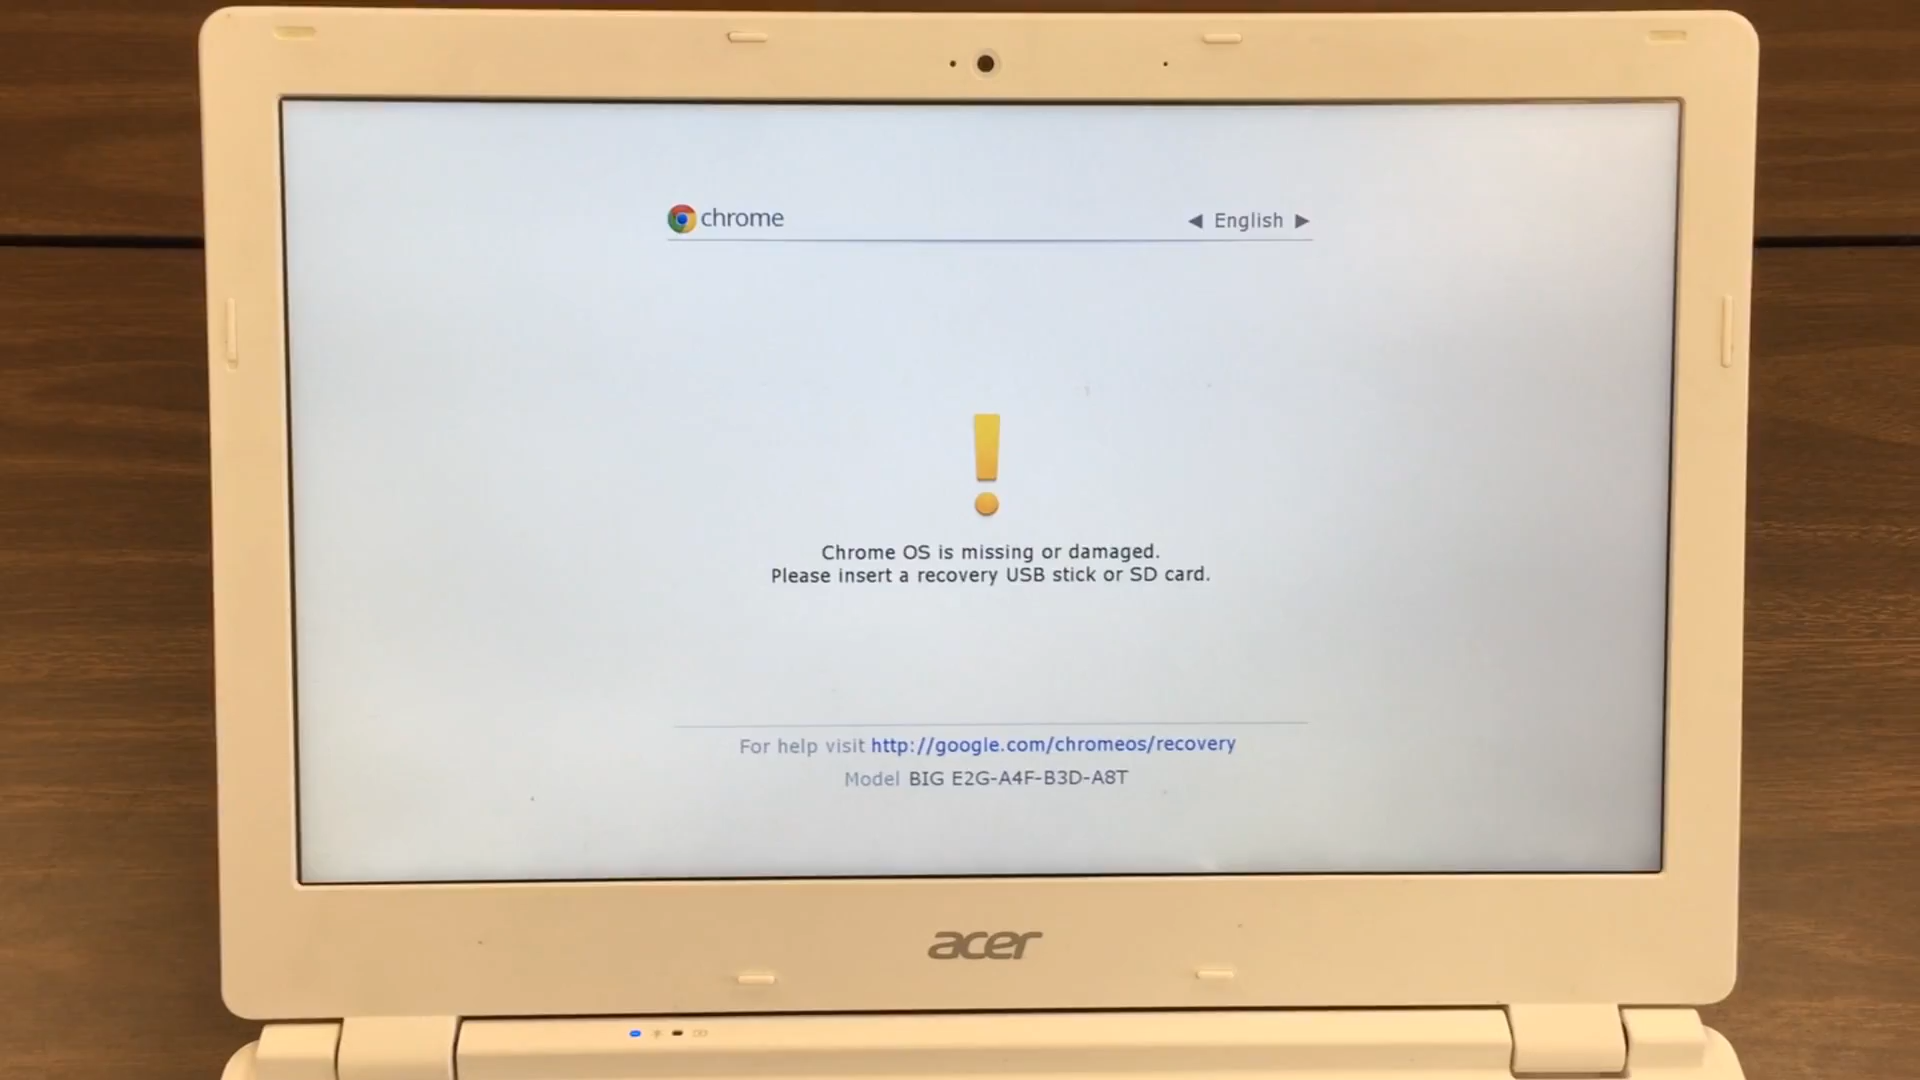 chrome
◀ English ▶
Chrome OS is missing or damaged.
Please insert a recovery USB stick or SD card.
For help visit http://google.com/chromeos/recovery
Model BIG E2G-A4F-B3D-A8T
acer